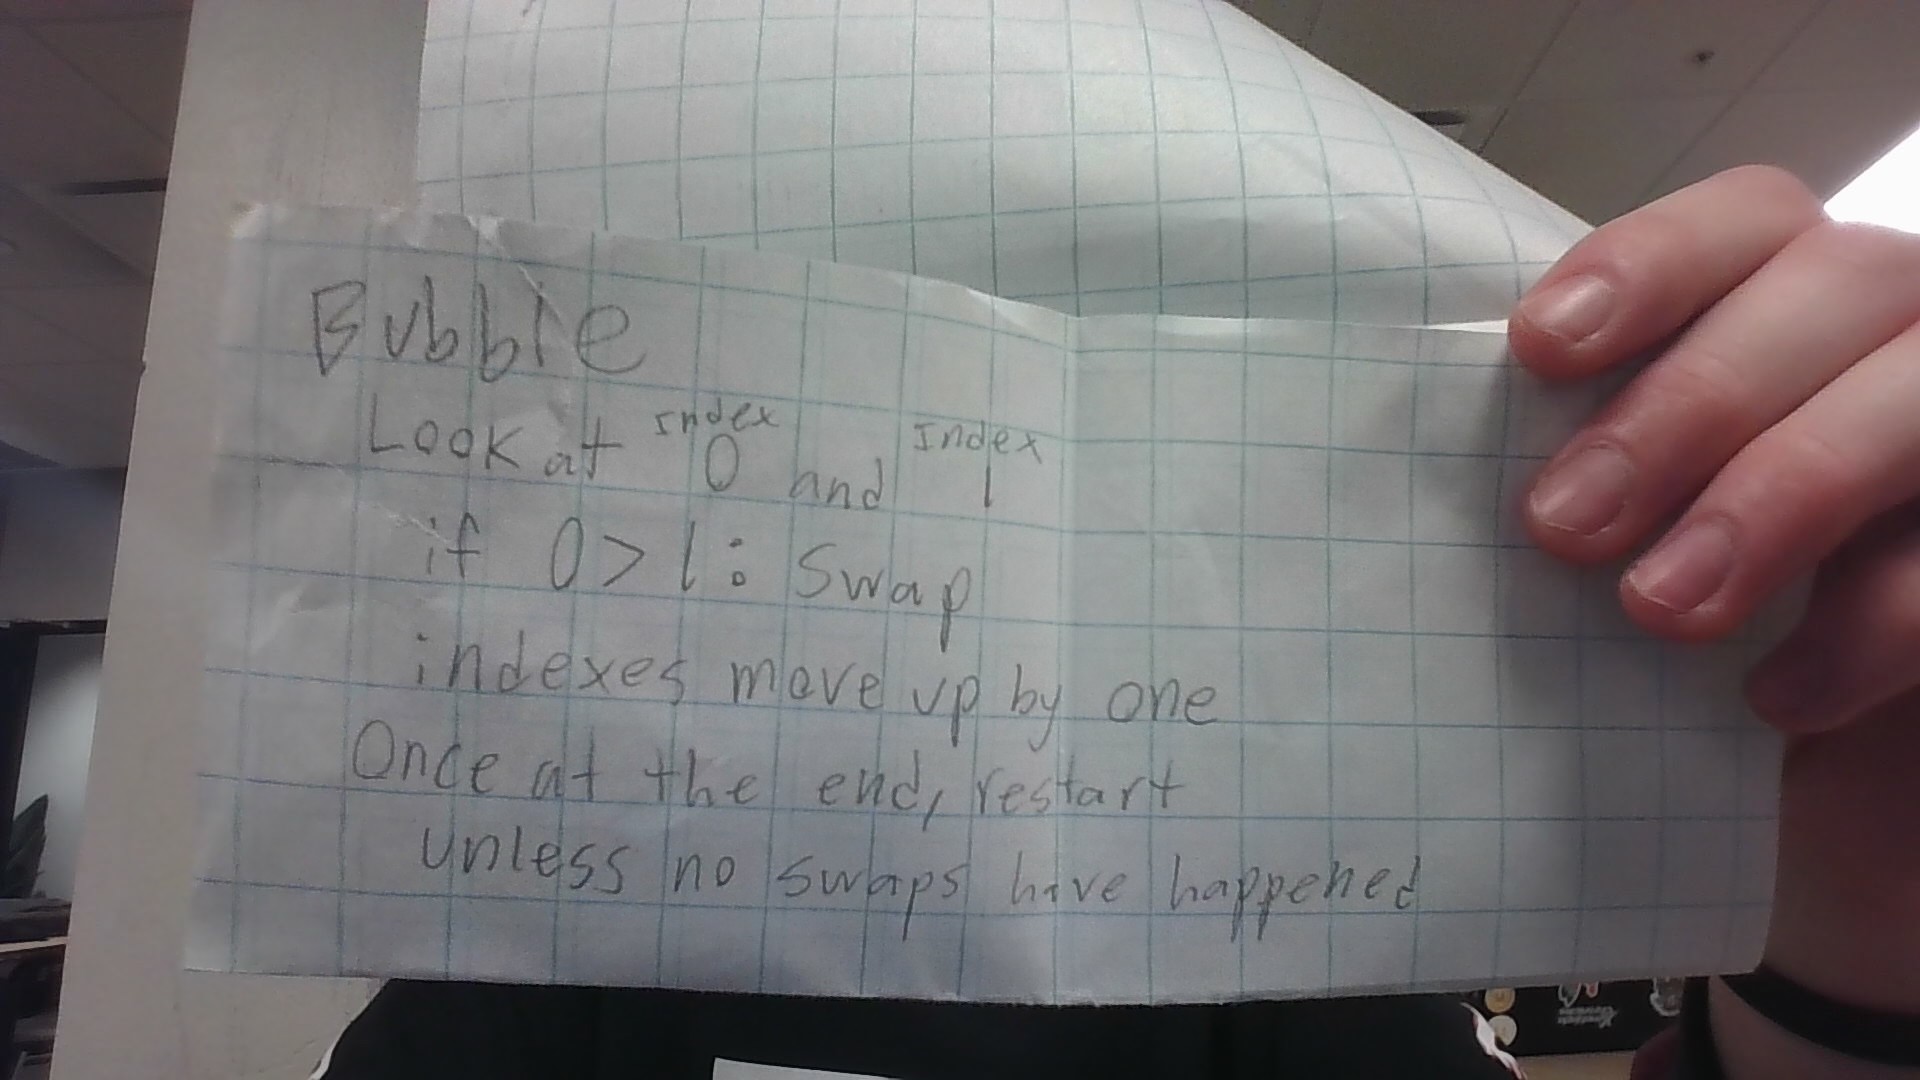 Bubble
Look at Index 0 and Index 1
if 0 > 1 : Swap
indexes move up by one
Once at the end, restart
unless no swaps have happened